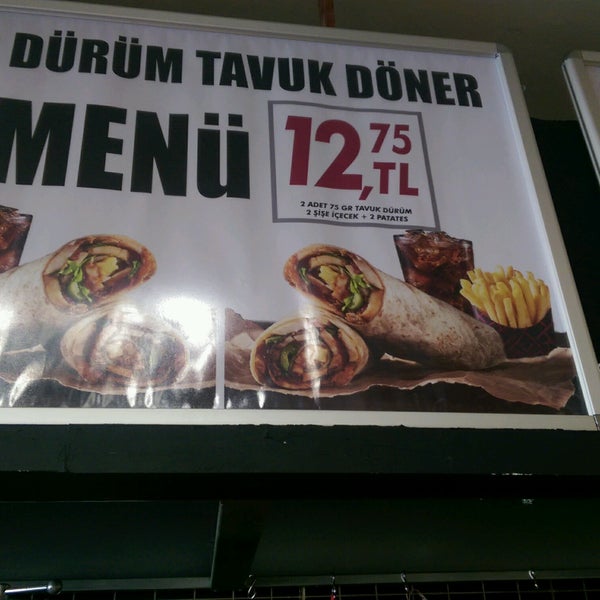 DÜRÜM TAVUK DÖNER
MENÜ
12,75 TL
2 ADET 75 GR TAVUK DÜRÜM
2 ŞİŞE İÇECEK + 2 PATATES